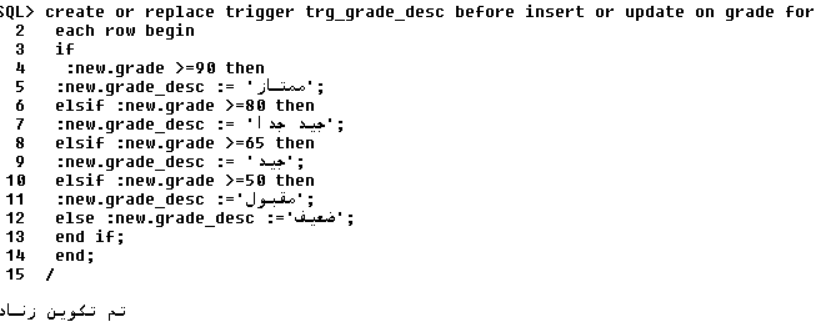 SQL> create or replace trigger trg_grade_desc before insert or update on grade for
2 each row begin
3 if
4 :new.grade >=90 then
5 :new.grade_desc := 'ممتاز';
6 elsif :new.grade >=80 then
7 :new.grade_desc := 'جيد جدا';
8 elsif :new.grade >=65 then
9 :new.grade_desc := 'جيد';
10 elsif :new.grade >=50 then
11 :new.grade_desc :='مقبول';
12 else :new.grade_desc :='ضعيف';
13 end if;
14 end;
15 /
تم تكوين زناد